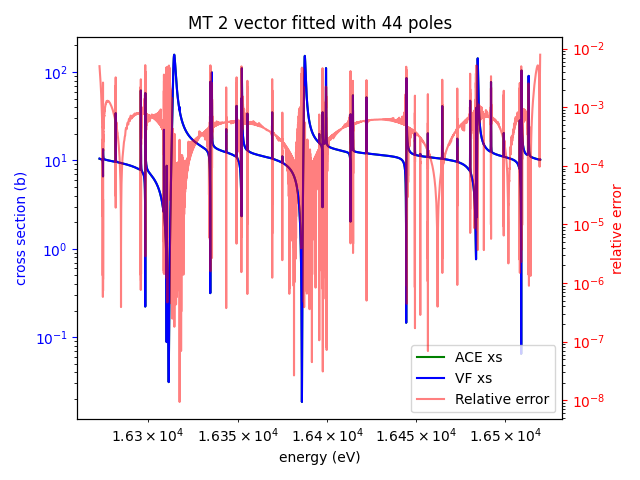 MT 2 vector fitted with 44 poles
cross section (b)
10²
10¹
10⁰
10⁻¹
10⁻²
10⁻³
10⁻⁴
10⁻⁵
10⁻⁶
10⁻⁷
10⁻⁸
relative error
ACE xs
VF xs
Relative error
1.63 × 10⁴ 1.635 × 10⁴ 1.64 × 10⁴ 1.645 × 10⁴ 1.65 × 10⁴
energy (eV)